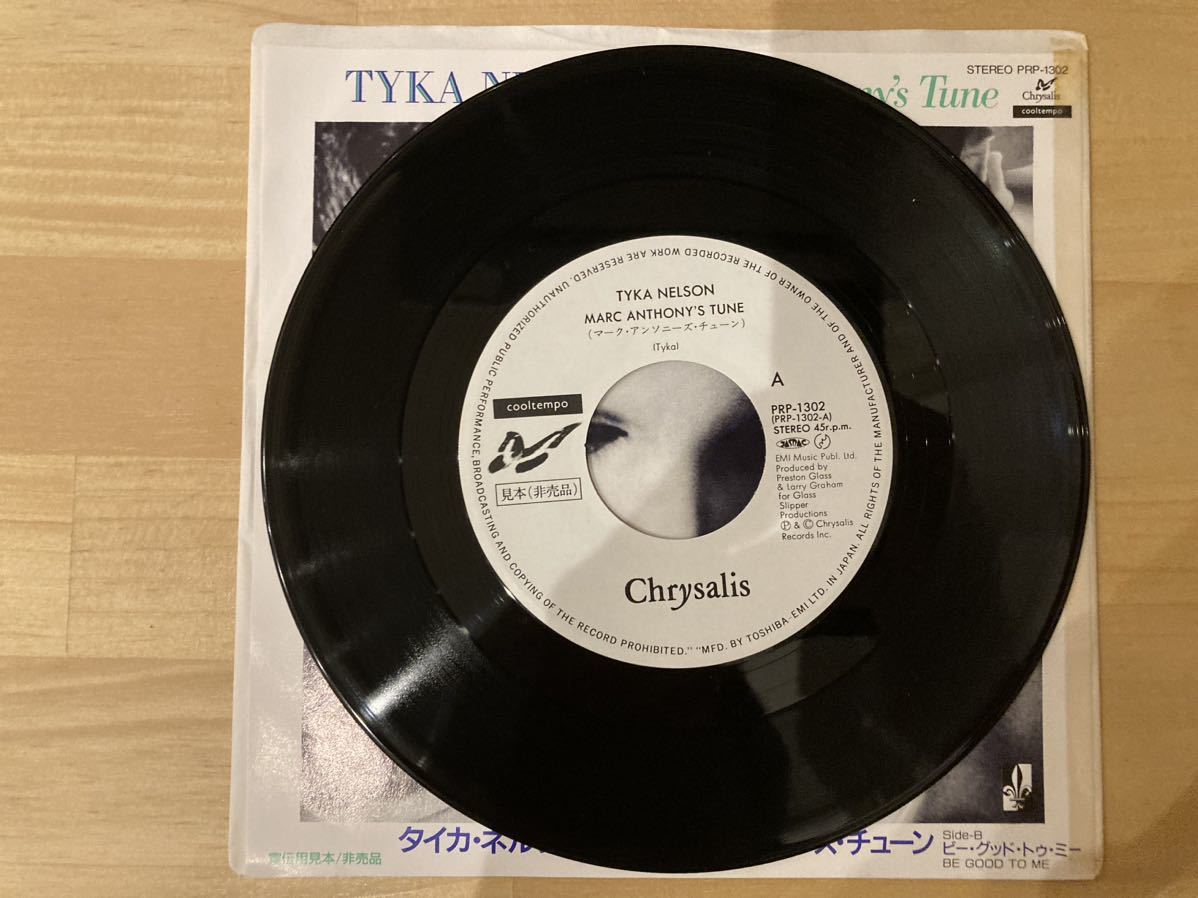 TYKA
ny's Tune
STEREO PRP-1302
Chrysalis
cooltempo
"MFD. BY TOSHIBA-EMI LTD. IN JAPAN. ALL RIGHTS OF THE MANUFACTURER AND OF THE OWNER OF THE RECORDED WORK ARE RESERVED. UNAUTHORIZED PUBLIC PERFORMANCE, BROADCASTING AND COPYING OF THE RECORD PROHIBITED."
TYKA NELSON
MARC ANTHONY'S TUNE
(マーク・アンソニーズ・チューン)
(Tyka)
A
cooltempo
PRP-1302
(PRP-1302-A)
STEREO 45r.p.m.
JASRAC
見本(非売品)
EMI Music Publ. Ltd.
Produced by
Preston Glass
& Larry Graham
for Glass
Slipper
Productions
Ⓟ & © Chrysalis
Records Inc.
Chrysalis
タイカ・ネル
ズ・チューン
Side-B
ビー・グッド・トゥ・ミー
BE GOOD TO ME
宣伝用見本/非売品